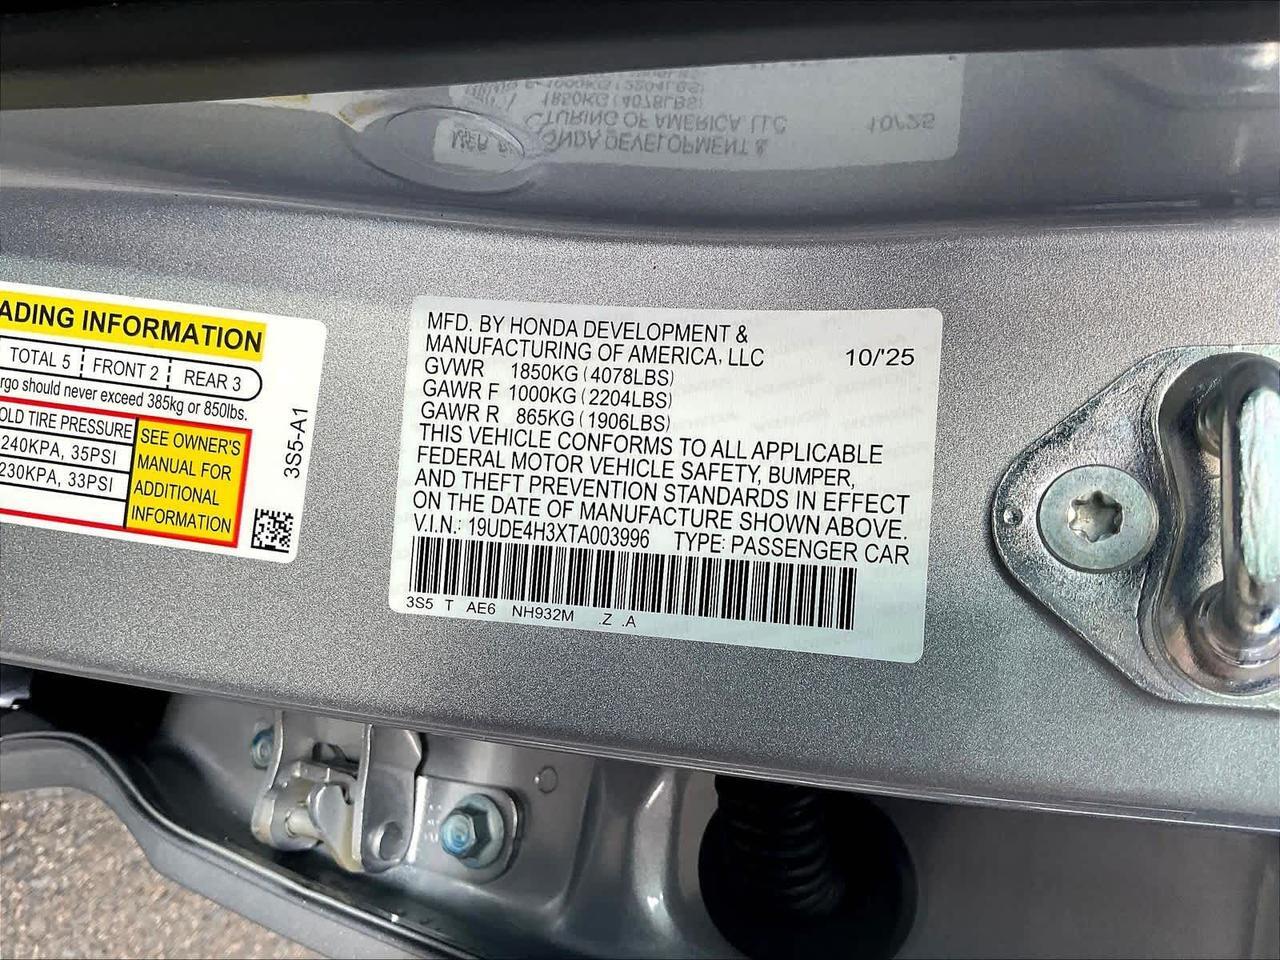 ADING INFORMATION
TOTAL 5 FRONT 2 REAR 3
rgo should never exceed 385kg or 850lbs.
OLD TIRE PRESSURE
240KPA, 35PSI
230KPA, 33PSI
SEE OWNER'S
MANUAL FOR
ADDITIONAL
INFORMATION
3S5-A1
MFD. BY HONDA DEVELOPMENT &
MANUFACTURING OF AMERICA, LLC 10/'25
GVWR 1850KG (4078LBS)
GAWR F 1000KG (2204LBS)
GAWR R 865KG (1906LBS)
THIS VEHICLE CONFORMS TO ALL APPLICABLE
FEDERAL MOTOR VEHICLE SAFETY, BUMPER,
AND THEFT PREVENTION STANDARDS IN EFFECT
ON THE DATE OF MANUFACTURE SHOWN ABOVE.
V.I.N.: 19UDE4H3XTA003996 TYPE: PASSENGER CAR
3S5 T AE6 NH932M .Z .A